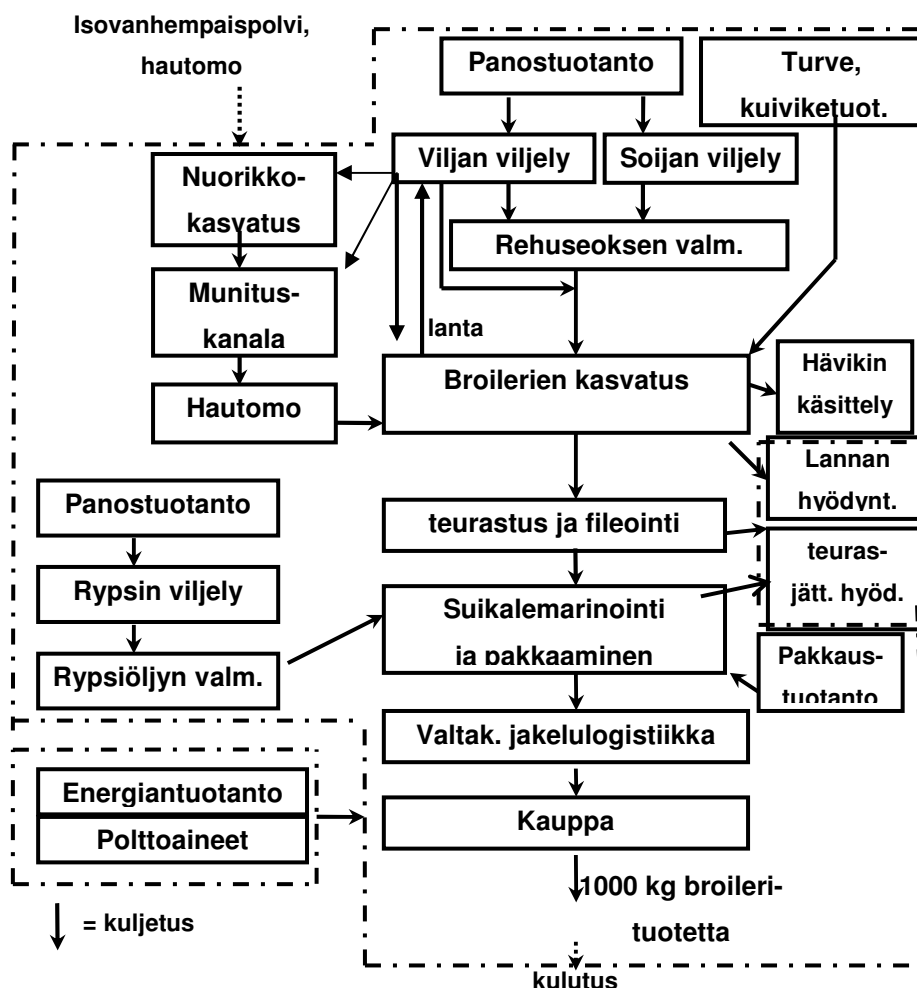 Isovanhempaispolvi,
hautomo
Panostuotanto
Turve,
kuiviketuot.
Viljan viljely
Soijan viljely
Nuorikko-
kasvatus
Rehuseoksen valm.
Munitus-
kanala
lanta
Hautomo
Broilerien kasvatus
Hävikin
käsittely
Lannan
hyödynt.
Panostuotanto
teurastus ja fileointi
teuras-
jätt. hyöd.
Rypsin viljely
Suikalemarinointi
ja pakkaaminen
Rypsiöljyn valm.
Pakkaus-
tuotanto
Valtak. jakelulogistiikka
Energiantuotanto
Polttoaineet
Kauppa
1000 kg broileri-
tuotetta
= kuljetus
kulutus